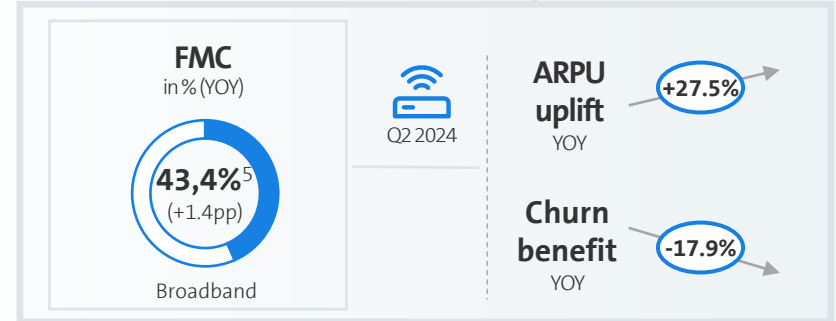 FMC
in % (YOY)
43,4%5
(+1.4pp)
Broadband
Q2 2024
ARPU
uplift
YOY
+27.5%
Churn
benefit
YOY
-17.9%